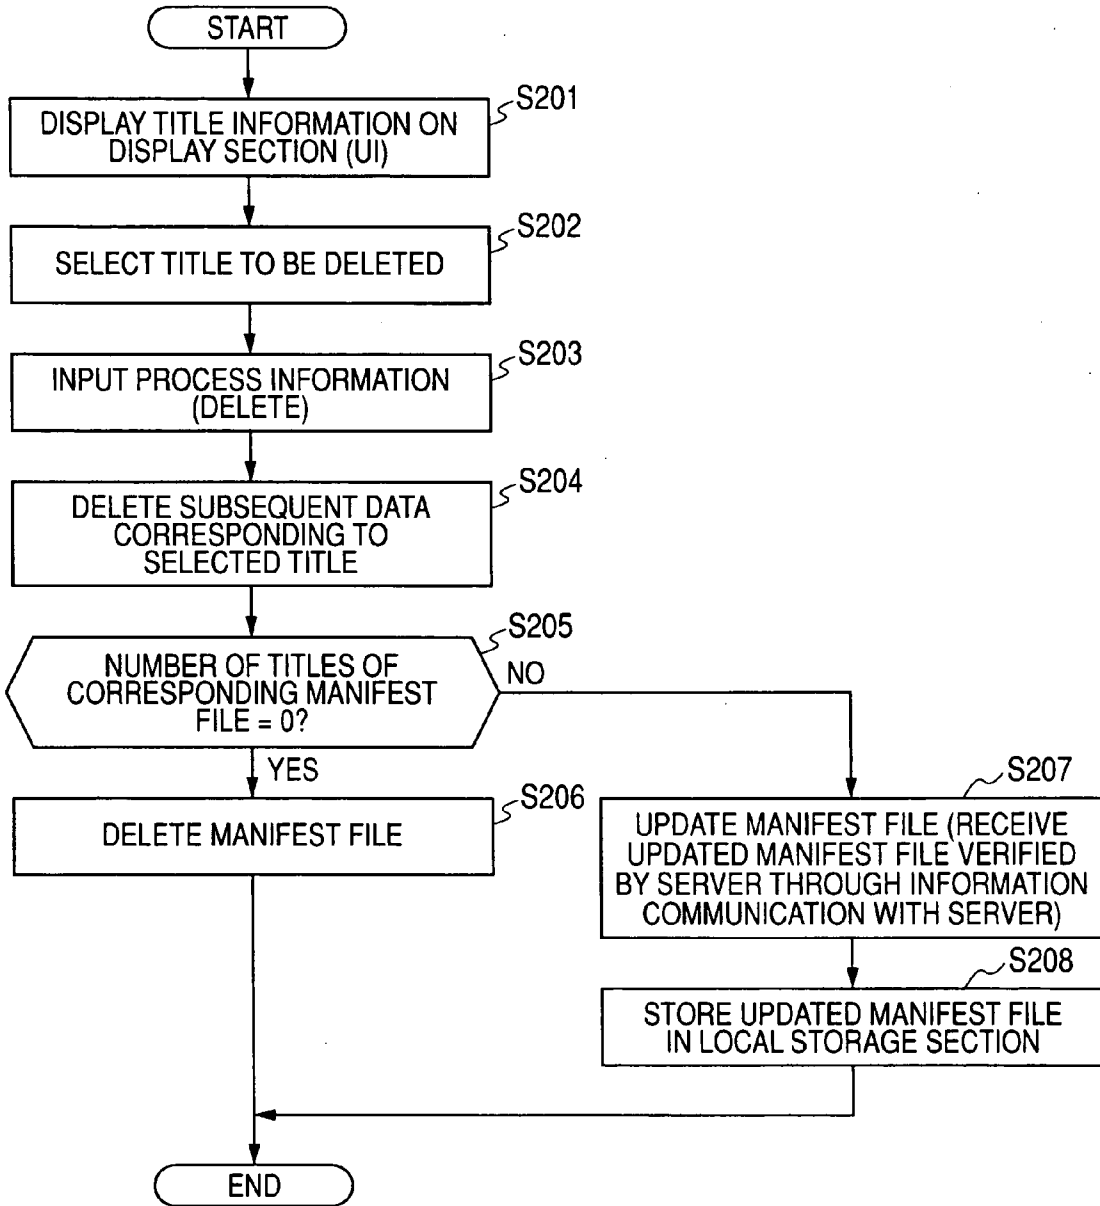 START
S201
DISPLAY TITLE INFORMATION ON
DISPLAY SECTION (UI)
S202
SELECT TITLE TO BE DELETED
S203
INPUT PROCESS INFORMATION
(DELETE)
S204
DELETE SUBSEQUENT DATA
CORRESPONDING TO
SELECTED TITLE
S205
NUMBER OF TITLES OF
CORRESPONDING MANIFEST
FILE = 0?
NO
YES
S206
DELETE MANIFEST FILE
S207
UPDATE MANIFEST FILE (RECEIVE
UPDATED MANIFEST FILE VERIFIED
BY SERVER THROUGH INFORMATION
COMMUNICATION WITH SERVER)
S208
STORE UPDATED MANIFEST FILE
IN LOCAL STORAGE SECTION
END